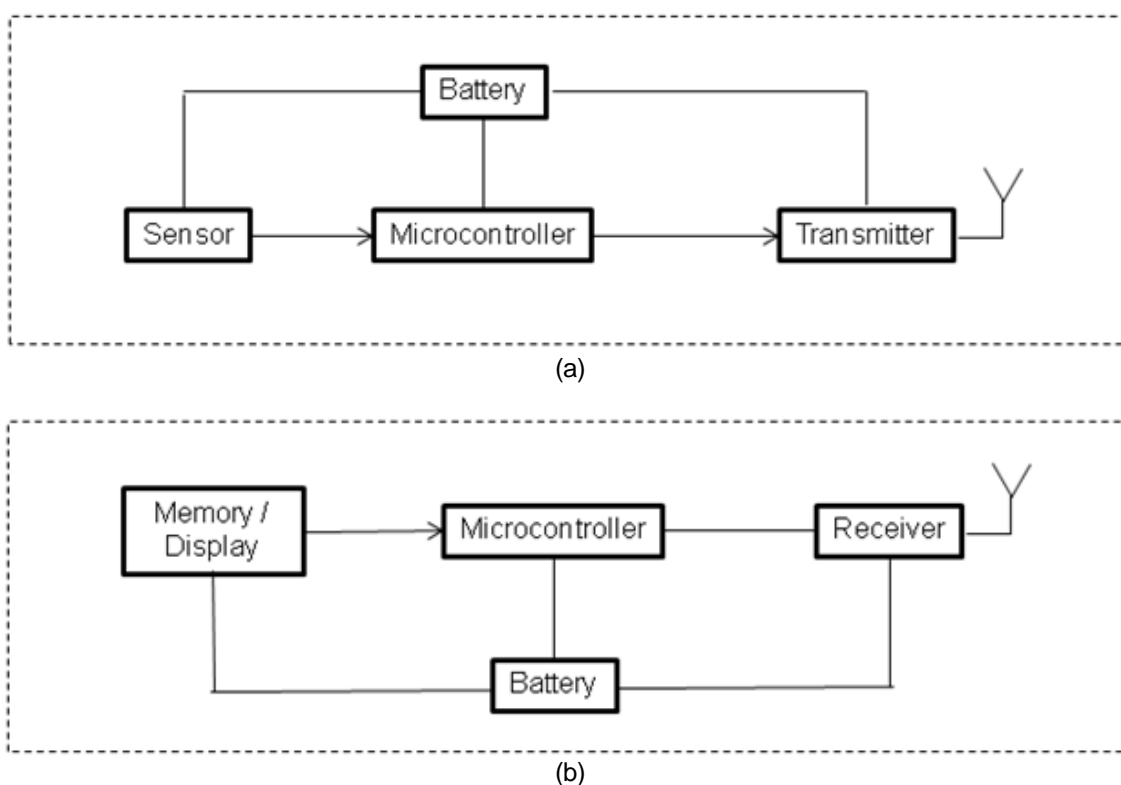 Battery
Sensor
Microcontroller
Transmitter
(a)
Memory /
Display
Microcontroller
Receiver
Battery
(b)